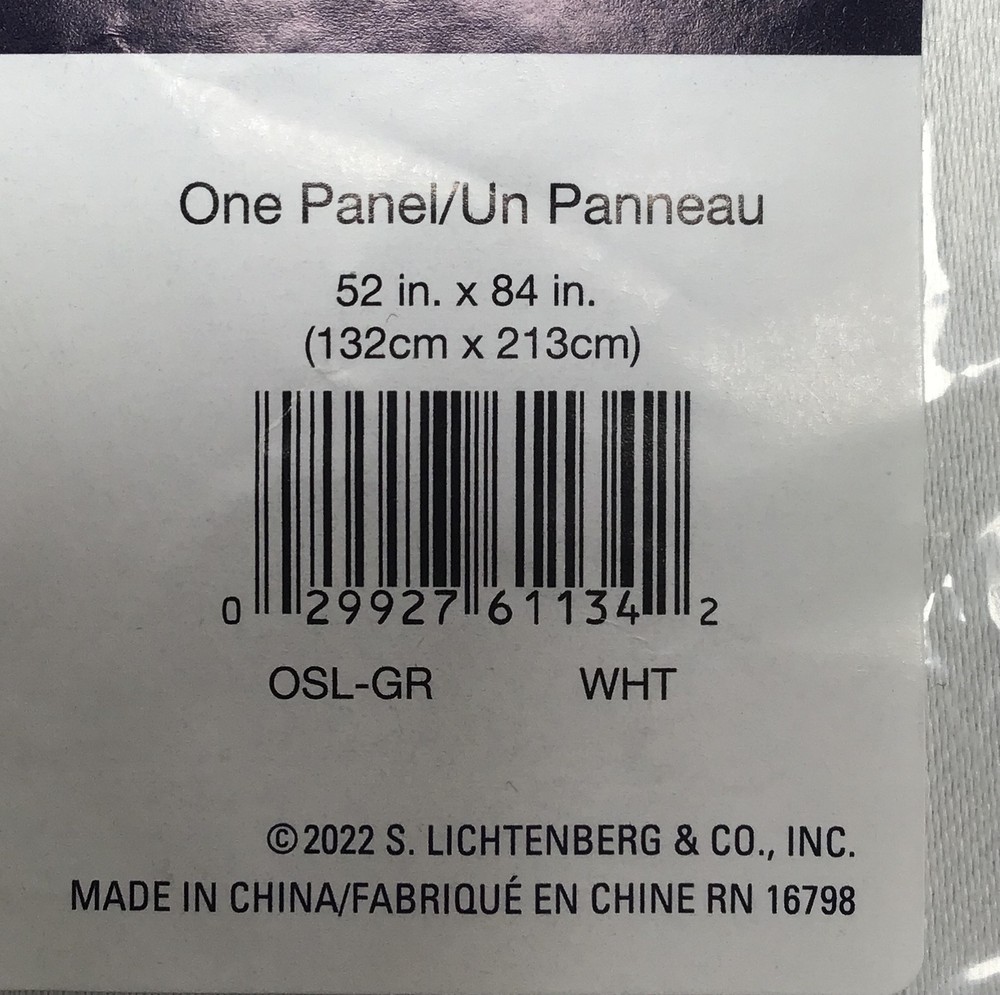 One Panel/Un Panneau
52 in. x 84 in.
(132cm x 213cm)
0 29927 61134 2
OSL-GR WHT
©2022 S. LICHTENBERG & CO., INC.
MADE IN CHINA/FABRIQUÉ EN CHINE RN 16798